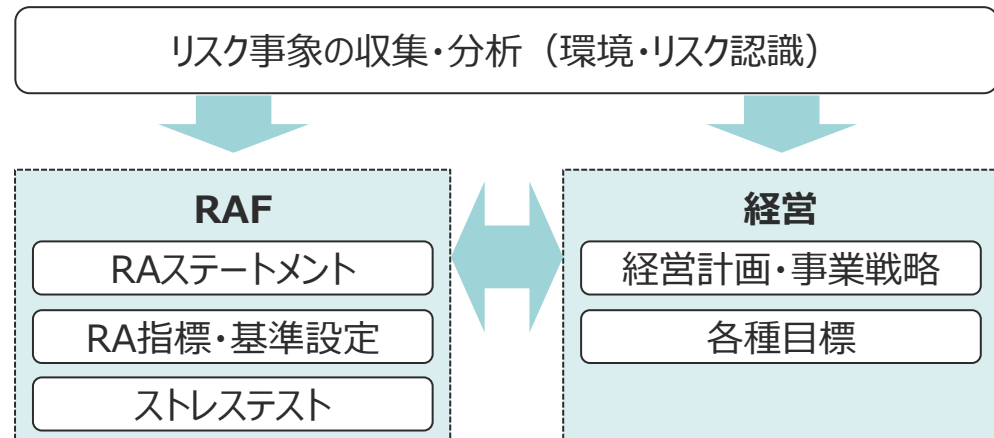 リスク事象の収集・分析（環境・リスク認識）
RAF
RAステートメント
RA指標・基準設定
ストレステスト
経営
経営計画・事業戦略
各種目標